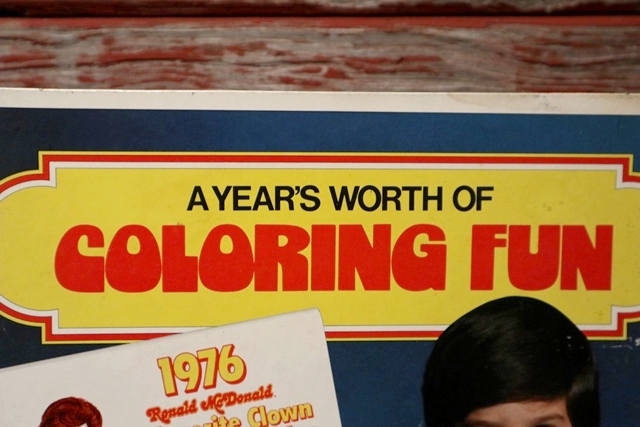 A YEAR'S WORTH OF
COLORING FUN
1976
Ronald McDonald
Clown